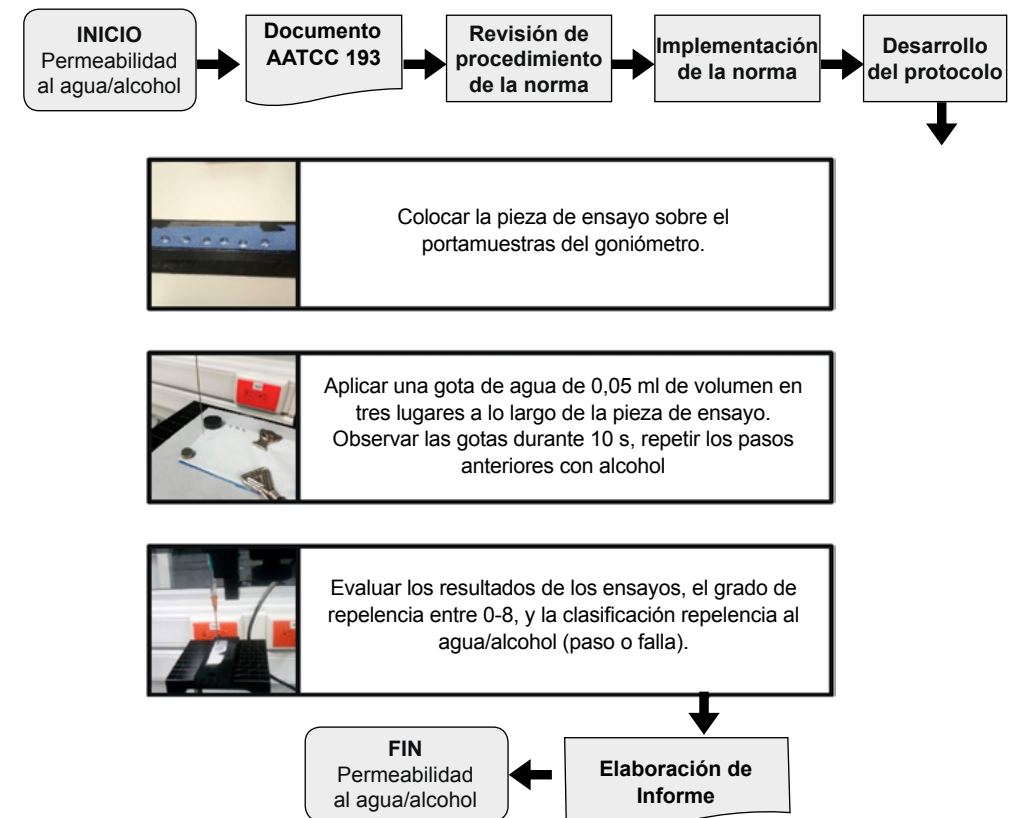 INICIO
Permeabilidad
al agua/alcohol
Documento
AATCC 193
Revisión de
procedimiento
de la norma
Implementación
de la norma
Desarrollo
del protocolo
Colocar la pieza de ensayo sobre el
portamuestras del goniómetro.
Aplicar una gota de agua de 0,05 ml de volumen en
tres lugares a lo largo de la pieza de ensayo.
Observar las gotas durante 10 s, repetir los pasos
anteriores con alcohol
Evaluar los resultados de los ensayos, el grado de
repelencia entre 0-8, y la clasificación repelencia al
agua/alcohol (paso o falla).
Elaboración de
Informe
FIN
Permeabilidad
al agua/alcohol